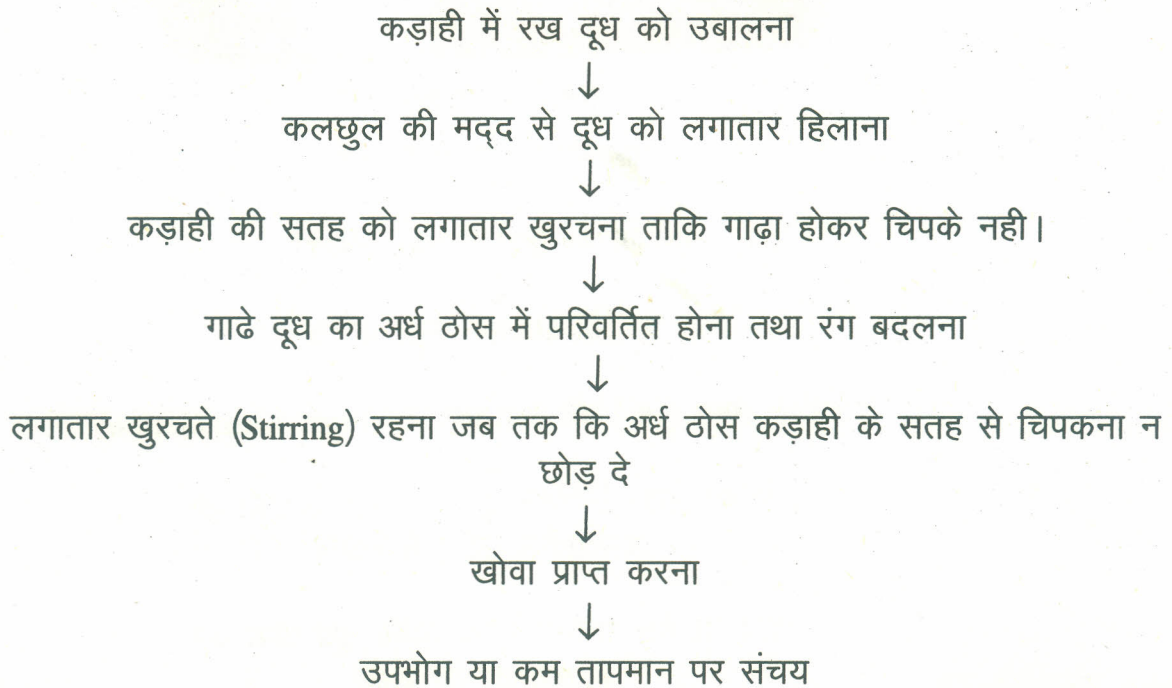 कड़ाही में रख दूध को उबालना
↓
कलछुल की मद्द से दूध को लगातार हिलाना
↓
कड़ाही की सतह को लगातार खुरचना ताकि गाढ़ा होकर चिपके नही।
↓
गाढे दूध का अर्ध ठोस में परिवर्तित होना तथा रंग बदलना
↓
लगातार खुरचते (Stirring) रहना जब तक कि अर्ध ठोस कड़ाही के सतह से चिपकना न
छोड़ दे
↓
खोवा प्राप्त करना
↓
उपभोग या कम तापमान पर संचय